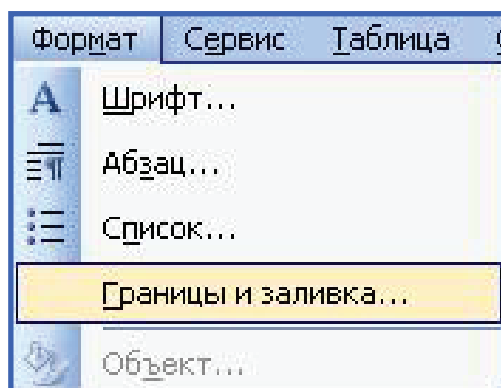 Формат Сервис Таблица
Шрифт...
Абзац...
Список...
Границы и заливка...
Объект...